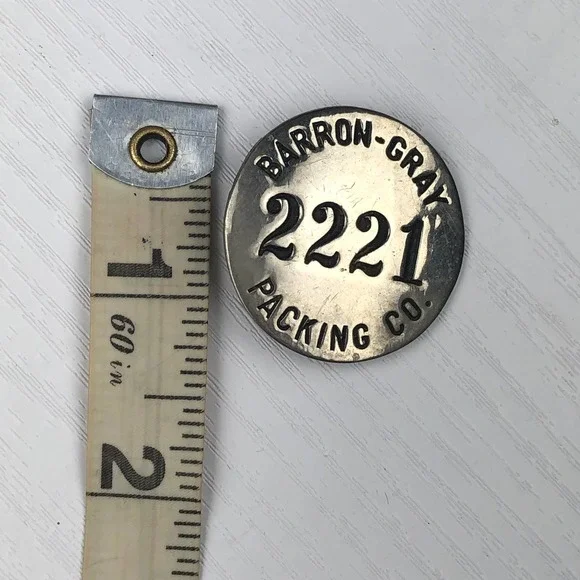 BARRON-GRAY
2221
PACKING CO.
1
60 in
2